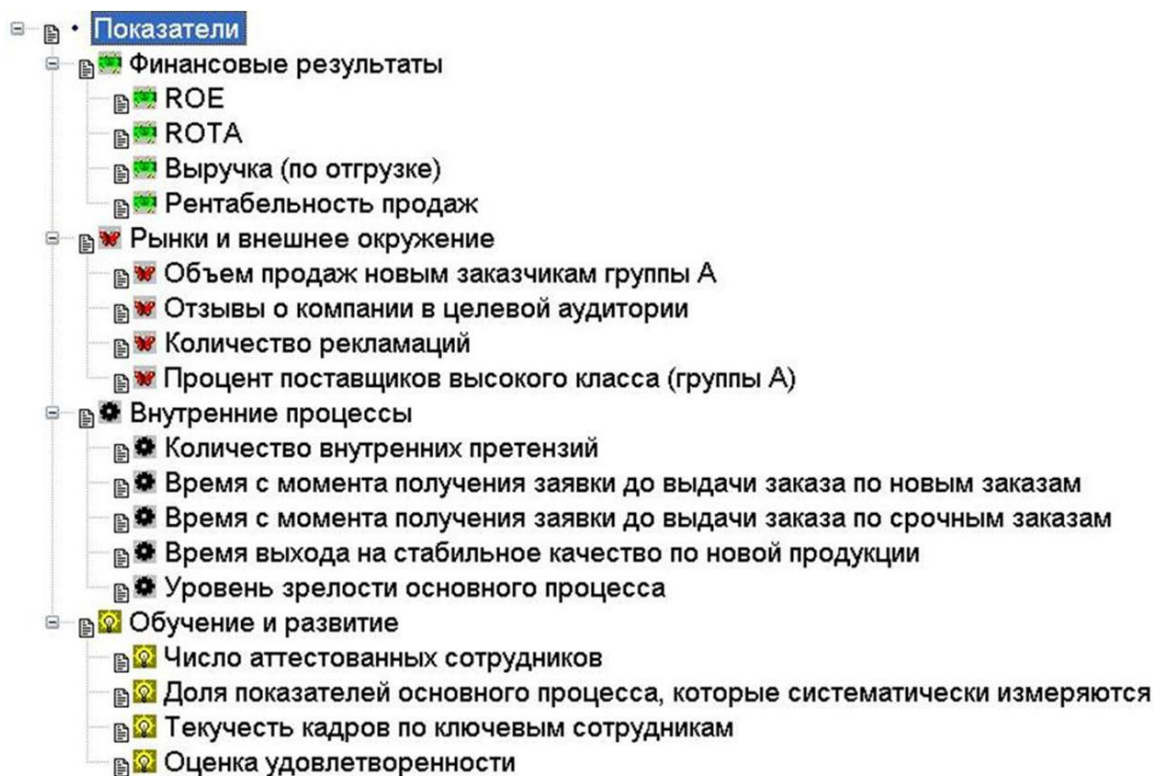 Показатели
Финансовые результаты
ROE
ROTA
Выручка (по отгрузке)
Рентабельность продаж
Рынки и внешнее окружение
Объем продаж новым заказчикам группы А
Отзывы о компании в целевой аудитории
Количество рекламаций
Процент поставщиков высокого класса (группы А)
Внутренние процессы
Количество внутренних претензий
Время с момента получения заявки до выдачи заказа по новым заказам
Время с момента получения заявки до выдачи заказа по срочным заказам
Время выхода на стабильное качество по новой продукции
Уровень зрелости основного процесса
Обучение и развитие
Число аттестованных сотрудников
Доля показателей основного процесса, которые систематически измеряются
Текучесть кадров по ключевым сотрудникам
Оценка удовлетворенности